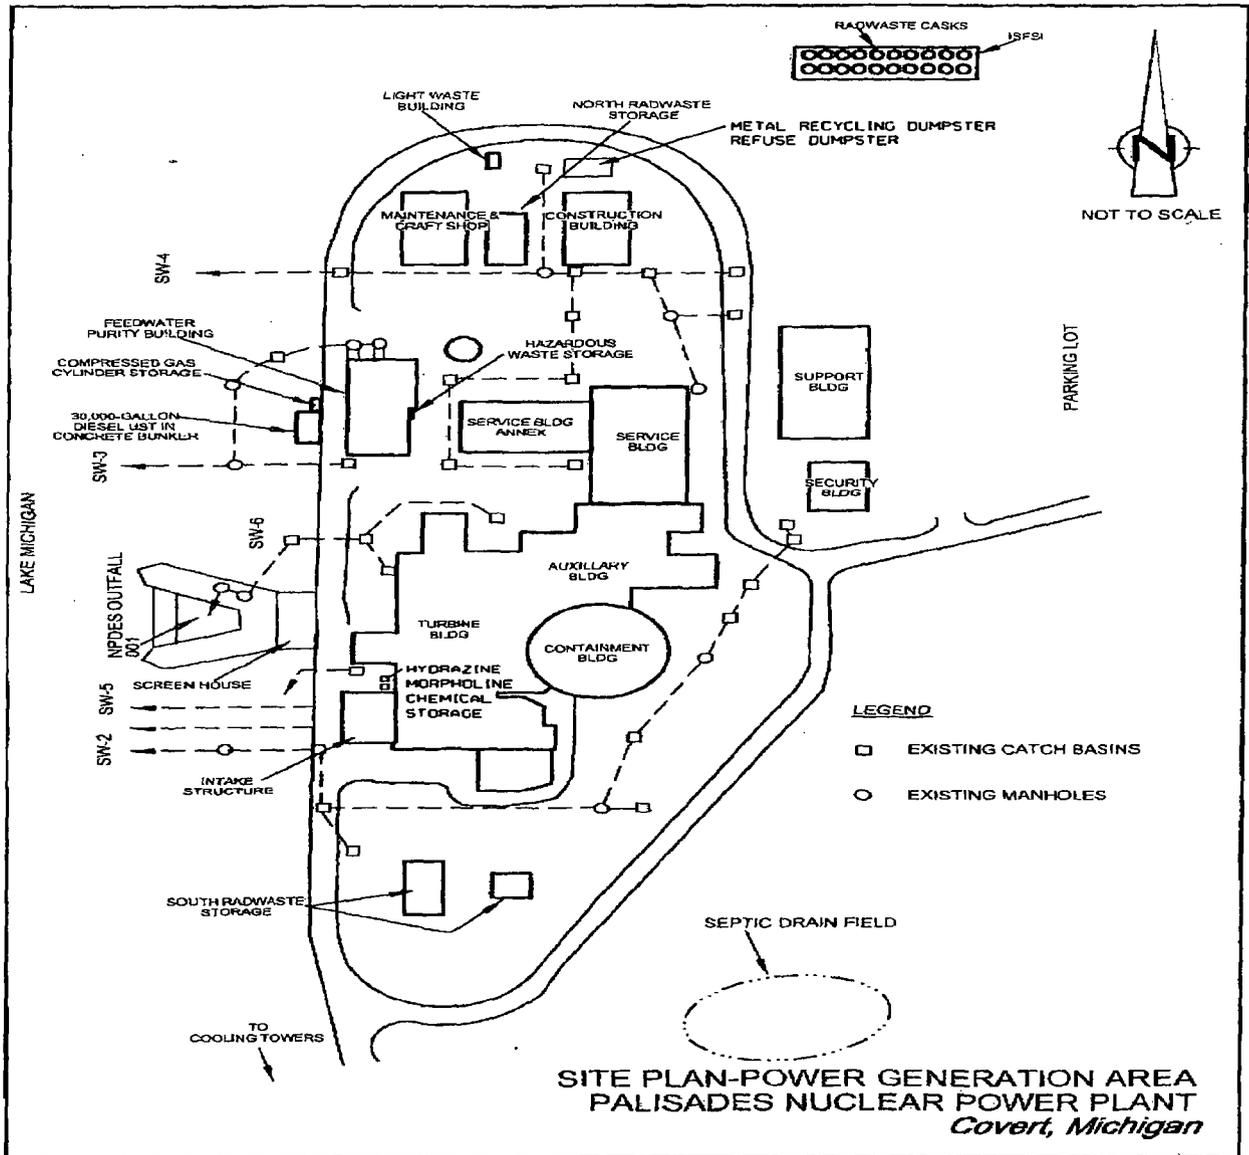 RADWASTE CASKS
ISFSI
LIGHT WASTE
BUILDING
NORTH RADWASTE
STORAGE
METAL RECYCLING DUMPSTER
REFUSE DUMPSTER
N
NOT TO SCALE
MAINTENANCE &
CRAFT SHOP
CONSTRUCTION
BUILDING
SW-4
FEEDWATER
PURITY BUILDING
HAZARDOUS
WASTE STORAGE
COMPRESSED GAS
CYLINDER STORAGE
30,000-GALLON
DIESEL UST IN
CONCRETE BUNKER
SERVICE BLDG
ANNEX
SERVICE
BLDG
SUPPORT
BLDG
PARKING LOT
SW-3
SECURITY
BLDG
LAKE MICHIGAN
SW-6
AUXILLARY
BLDG
NPDES OUTFALL
001
TURBINE
BLDG
CONTAINMENT
BLDG
SCREEN HOUSE
HYDRAZINE
MORPHOLINE
CHEMICAL
STORAGE
SW-5
SW-2
LEGEND
EXISTING CATCH BASINS
EXISTING MANHOLES
INTAKE
STRUCTURE
SOUTH RADWASTE
STORAGE
SEPTIC DRAIN FIELD
TO
COOLING TOWERS
SITE PLAN-POWER GENERATION AREA
PALISADES NUCLEAR POWER PLANT
Covert, Michigan